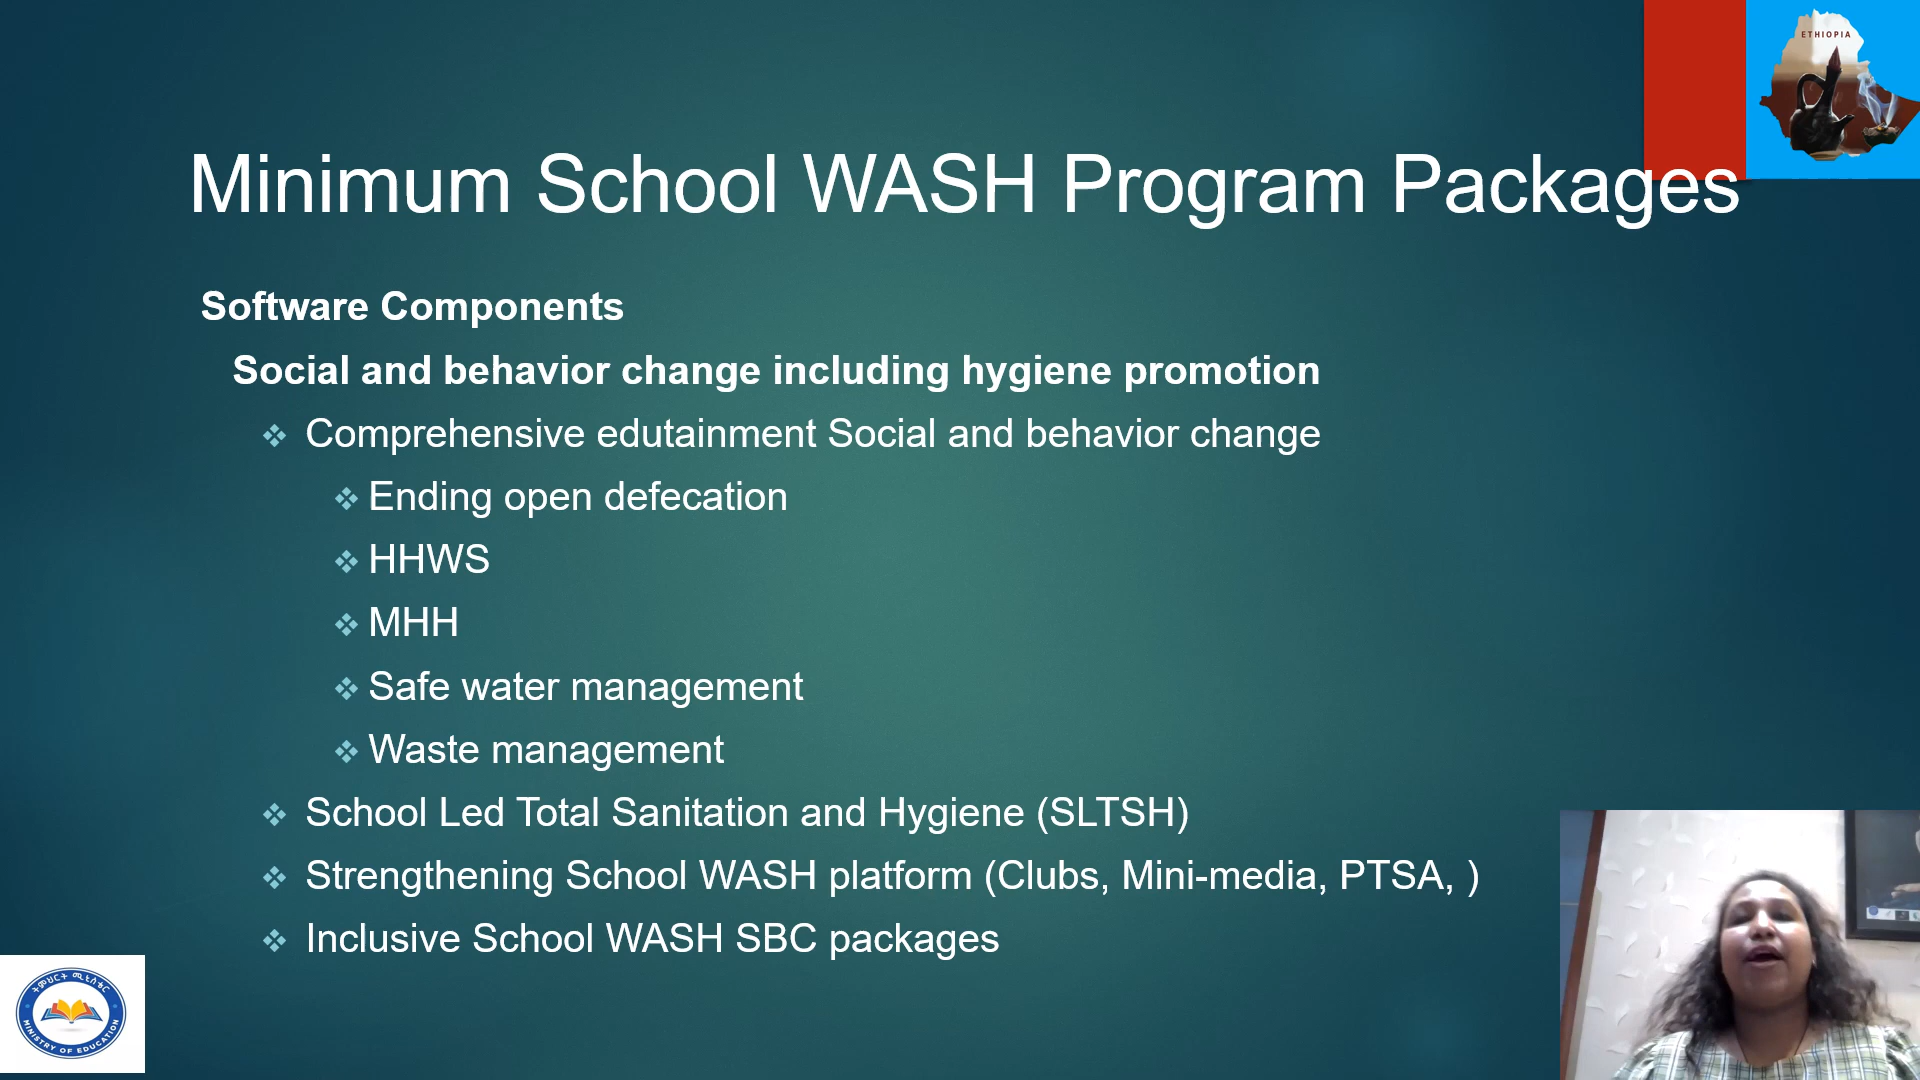 ETHIOPIA
Minimum School WASH Program Packages
Software Components
Social and behavior change including hygiene promotion
Comprehensive edutainment Social and behavior change
Ending open defecation
HHWS
MHH
Safe water management
Waste management
School Led Total Sanitation and Hygiene (SLTSH)
Strengthening School WASH platform (Clubs, Mini-media, PTSA, )
Inclusive School WASH SBC packages
ትምህርት ሚኒስቴር
MINISTRY OF EDUCATION